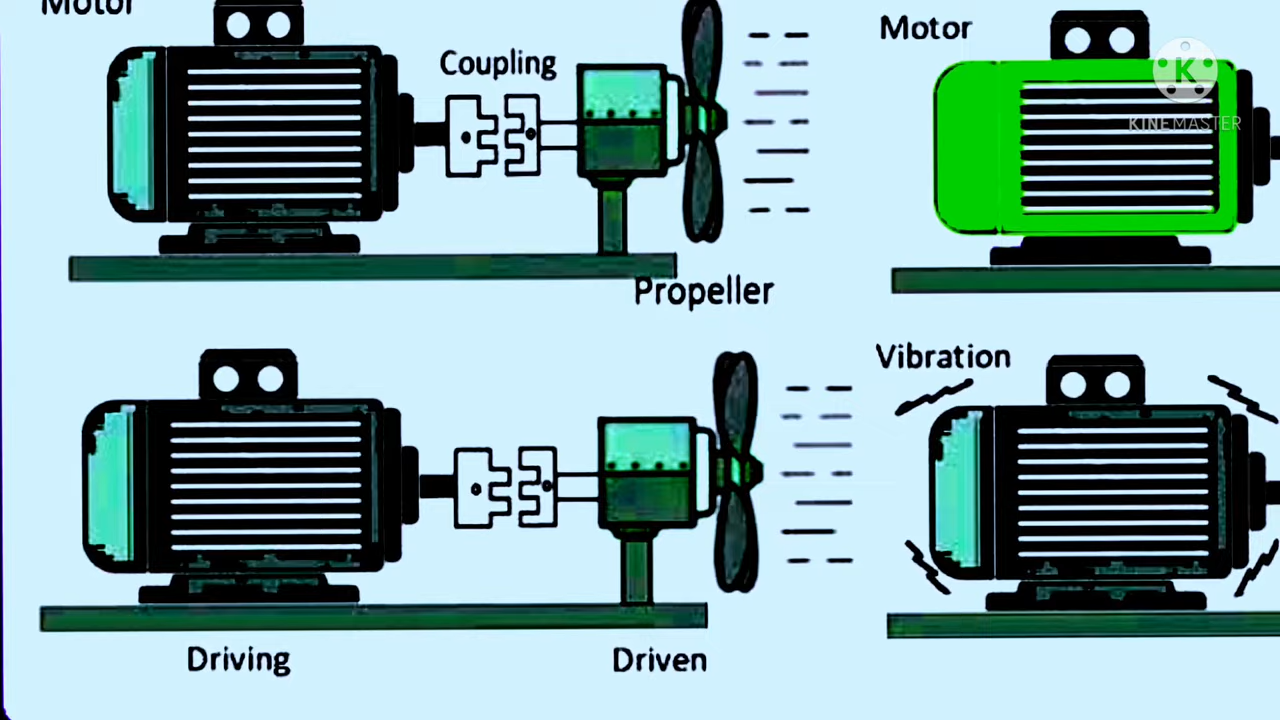 Motor
Coupling
Propeller
Motor
K
KINEMASTER
Vibration
Driving
Driven